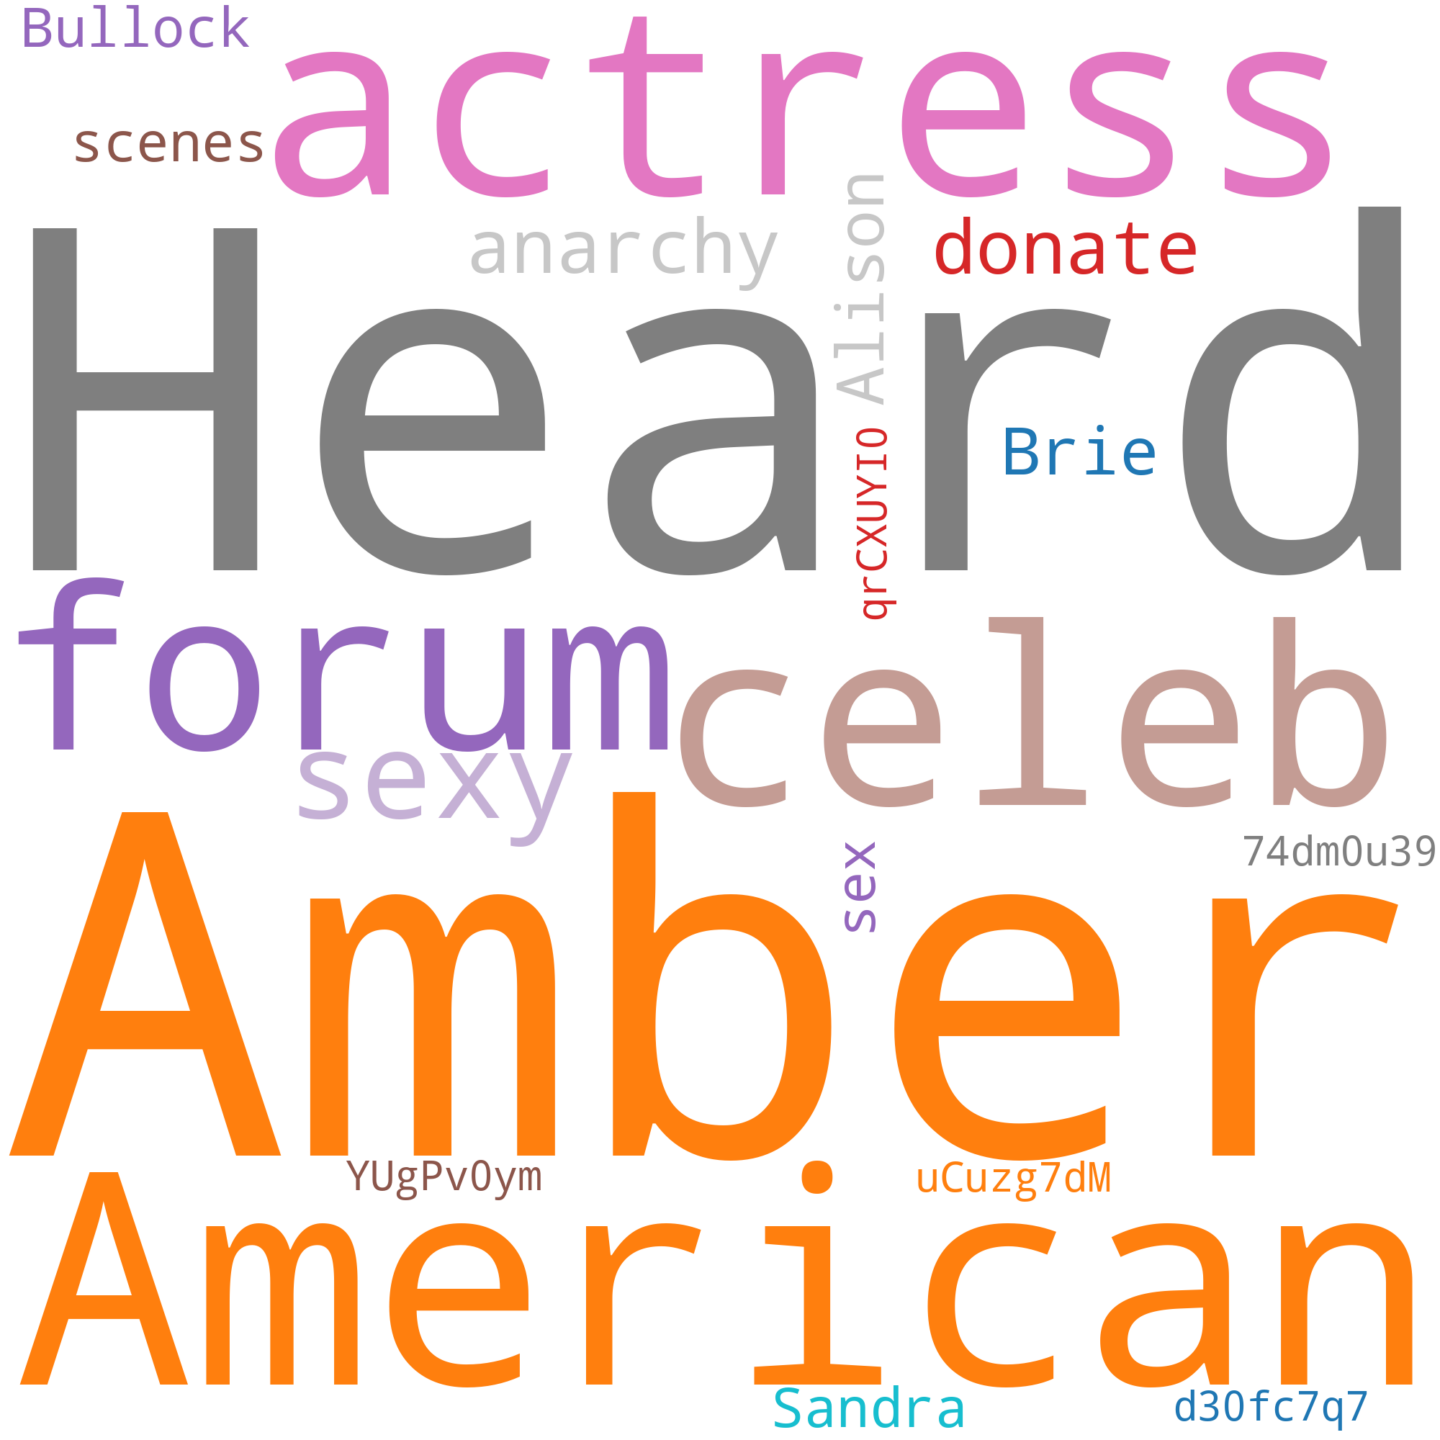 Bullock
actress
scenes
Alison
anarchy
donate
Heard
Brie
qrCXUYI0
forum
celeb
sexy
74dm0u39
sex
Amber
YUgPv0ym
uCuzg7dM
American
Sandra
d30fc7q7